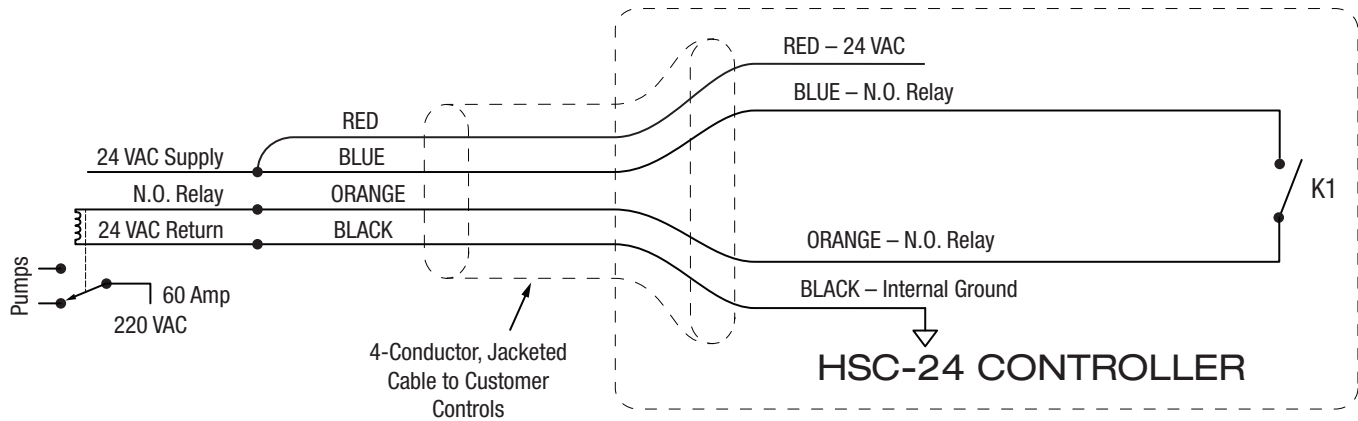 RED – 24 VAC
BLUE – N.O. Relay
RED
24 VAC Supply
BLUE
N.O. Relay
ORANGE
K1
24 VAC Return
BLACK
ORANGE – N.O. Relay
Pumps
60 Amp
220 VAC
BLACK – Internal Ground
4-Conductor, Jacketed
Cable to Customer
Controls
HSC-24 CONTROLLER